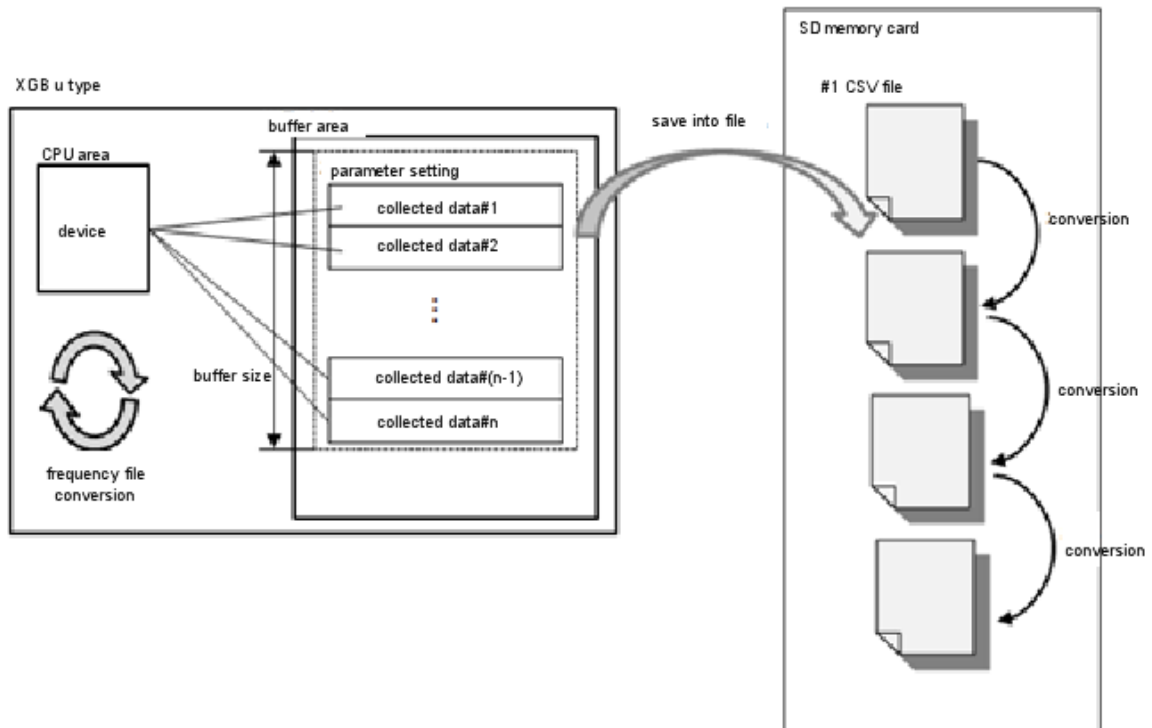 XGB u type
CPU area
device
frequency file
conversion
buffer area
buffer size
parameter setting
collected data#1
collected data#2
collected data#(n-1)
collected data#n
save into file
SD memory card
#1 CSV file
conversion
conversion
conversion